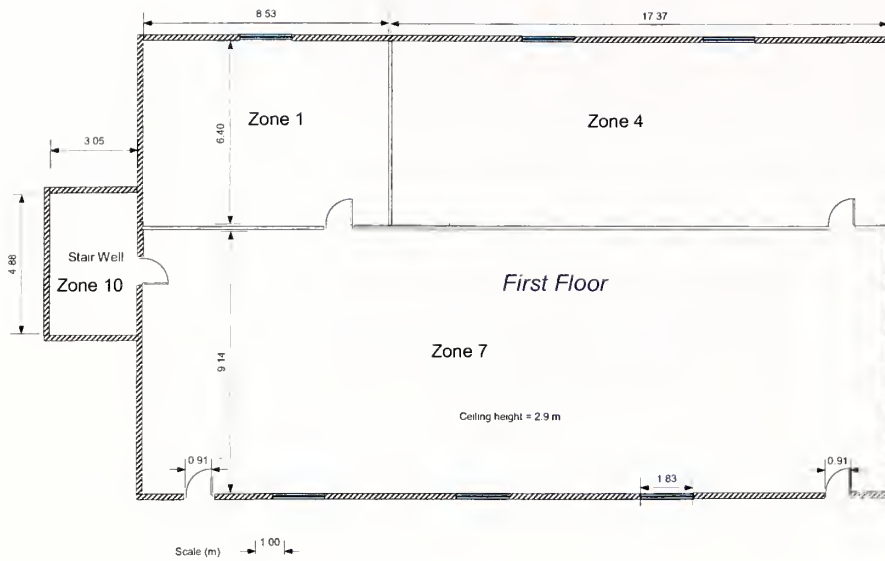 8.53
17.37
Zone 1
Zone 4
6.40
3.05
Stair Well
Zone 10
4.88
First Floor
9.14
Zone 7
Ceiling height = 2.9 m
0.91
1.83
0.91
Scale (m)
1.00